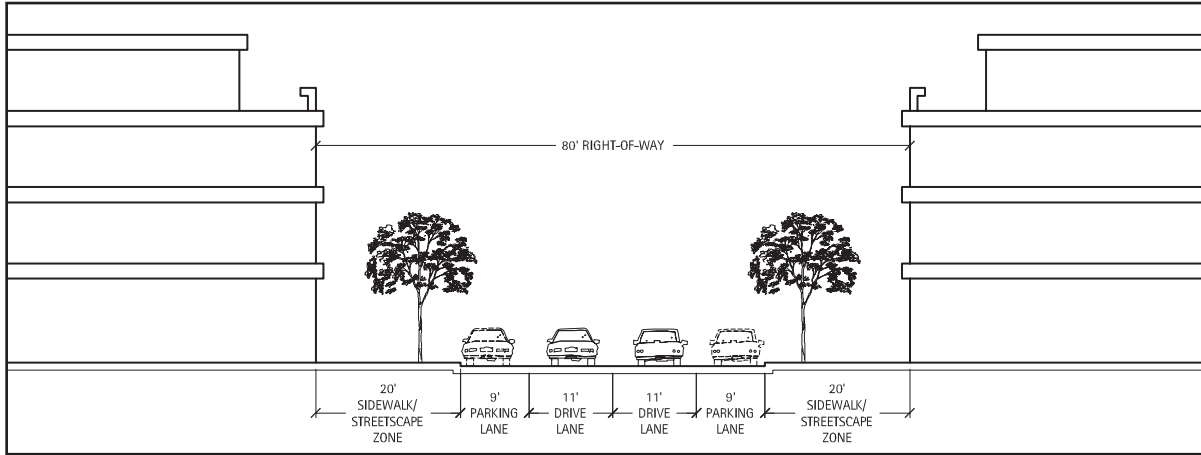 80' RIGHT-OF-WAY
20'
SIDEWALK/
STREETSCAPE
ZONE
9'
PARKING
LANE
11'
DRIVE
LANE
11'
DRIVE
LANE
9'
PARKING
LANE
20'
SIDEWALK/
STREETSCAPE
ZONE